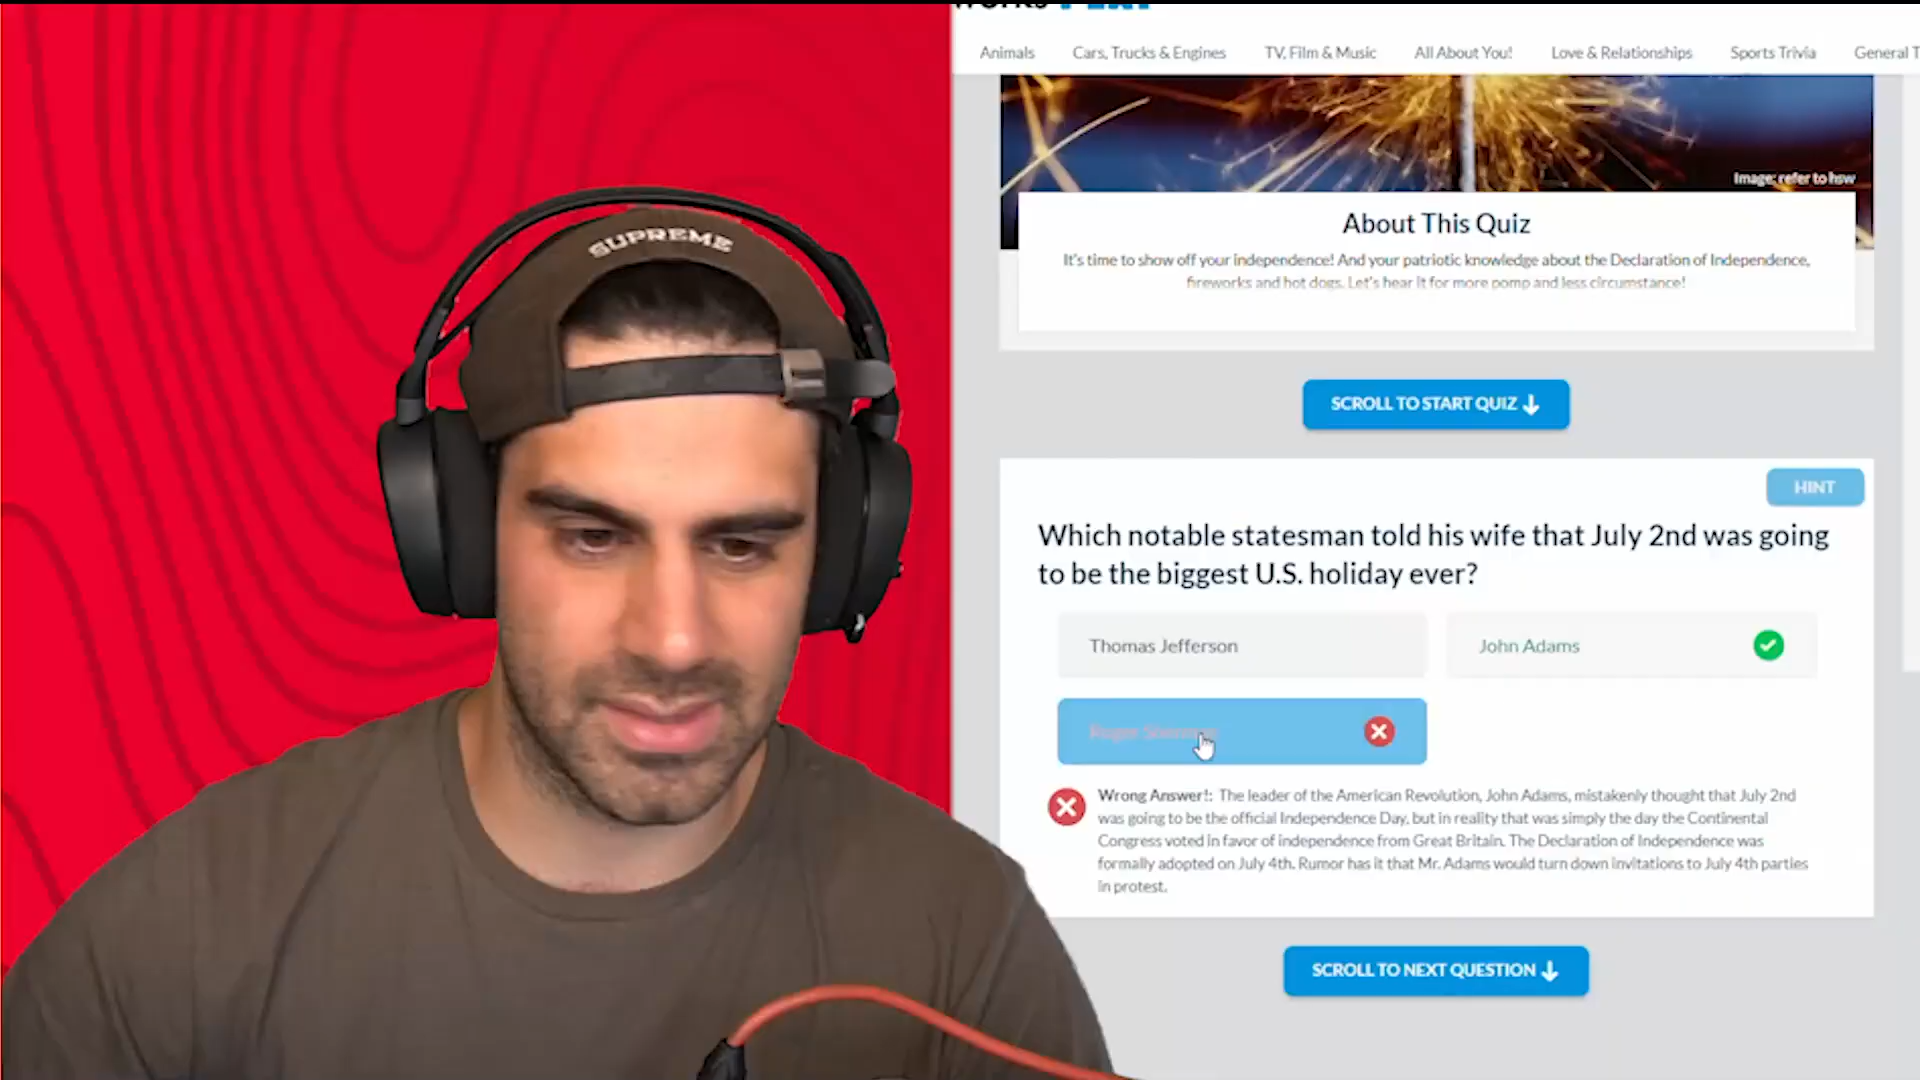 SUPREME
Animals Cars, Trucks & Engines TV, Film & Music All About You! Love & Relationships Sports Trivia General T
Image: refer to hsw
About This Quiz
It's time to show off your independence! And your patriotic knowledge about the Declaration of Independence,
fireworks and hot dogs. Let's hear it for more pomp and less circumstance!
SCROLL TO START QUIZ
HINT
Which notable statesman told his wife that July 2nd was going
to be the biggest U.S. holiday ever?
Thomas Jefferson
John Adams
Roger
Wrong Answer!: The leader of the American Revolution, John Adams, mistakenly thought that July 2nd
was going to be the official Independence Day, but in reality that was simply the day the Continental
Congress voted in favor of independence from Great Britain. The Declaration of Independence was
formally adopted on July 4th. Rumor has it that Mr. Adams would turn down invitations to July 4th parties
in protest.
SCROLL TO NEXT QUESTION